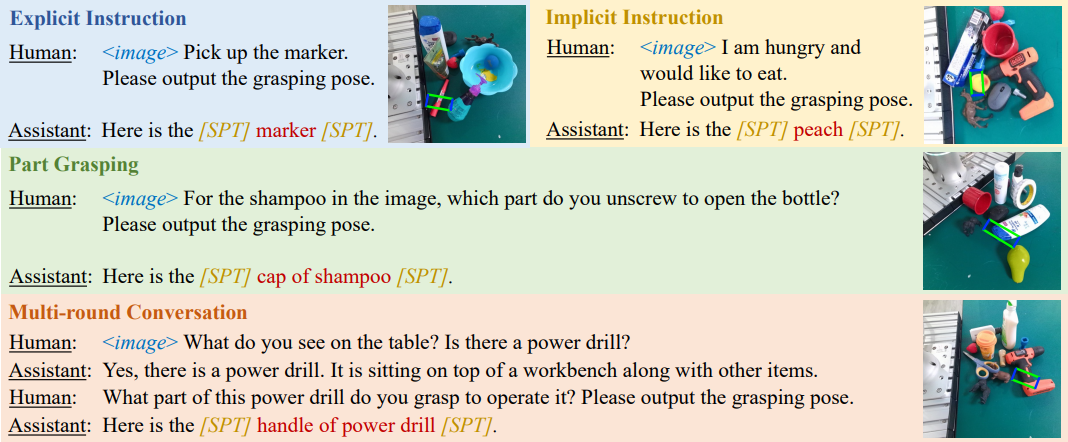 Explicit Instruction
Human: <image> Pick up the marker.
Please output the grasping pose.
Assistant: Here is the [SPT] marker [SPT].
Implicit Instruction
Human: <image> I am hungry and
would like to eat.
Please output the grasping pose.
Assistant: Here is the [SPT] peach [SPT].
Part Grasping
Human: <image> For the shampoo in the image, which part do you unscrew to open the bottle?
Please output the grasping pose.
Assistant: Here is the [SPT] cap of shampoo [SPT].
Multi-round Conversation
Human: <image> What do you see on the table? Is there a power drill?
Assistant: Yes, there is a power drill. It is sitting on top of a workbench along with other items.
Human: What part of this power drill do you grasp to operate it? Please output the grasping pose.
Assistant: Here is the [SPT] handle of power drill [SPT].